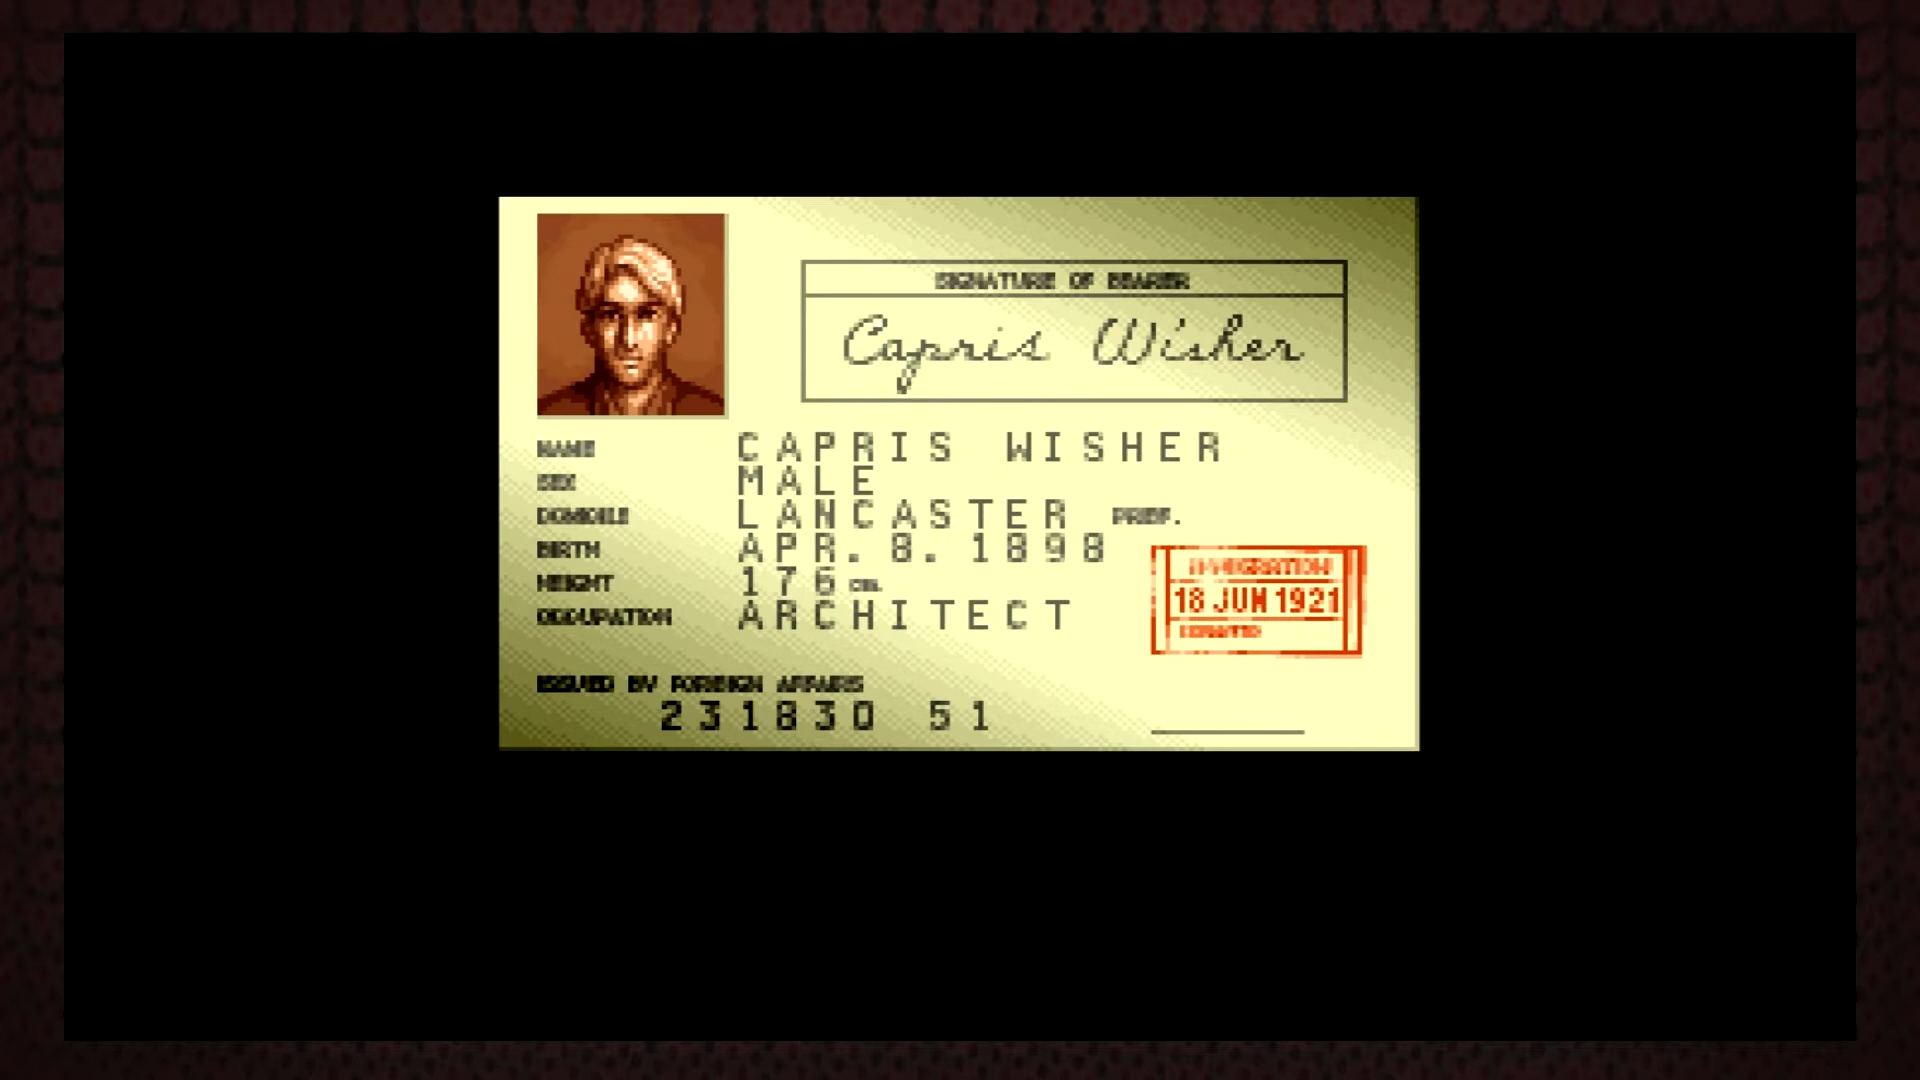 SIGNATURE OF BEARER
Capris Wisher
NAME CAPRIS WISHER
SEX MALE
DOMICILE LANCASTER PREF.
BIRTH APR. 8. 1898
HEIGHT 176 cm.
OCCUPATION ARCHITECT
IMMIGRATION
18 JUN 1921
ISSUED BY FOREIGN AFFAIRS
231830 51